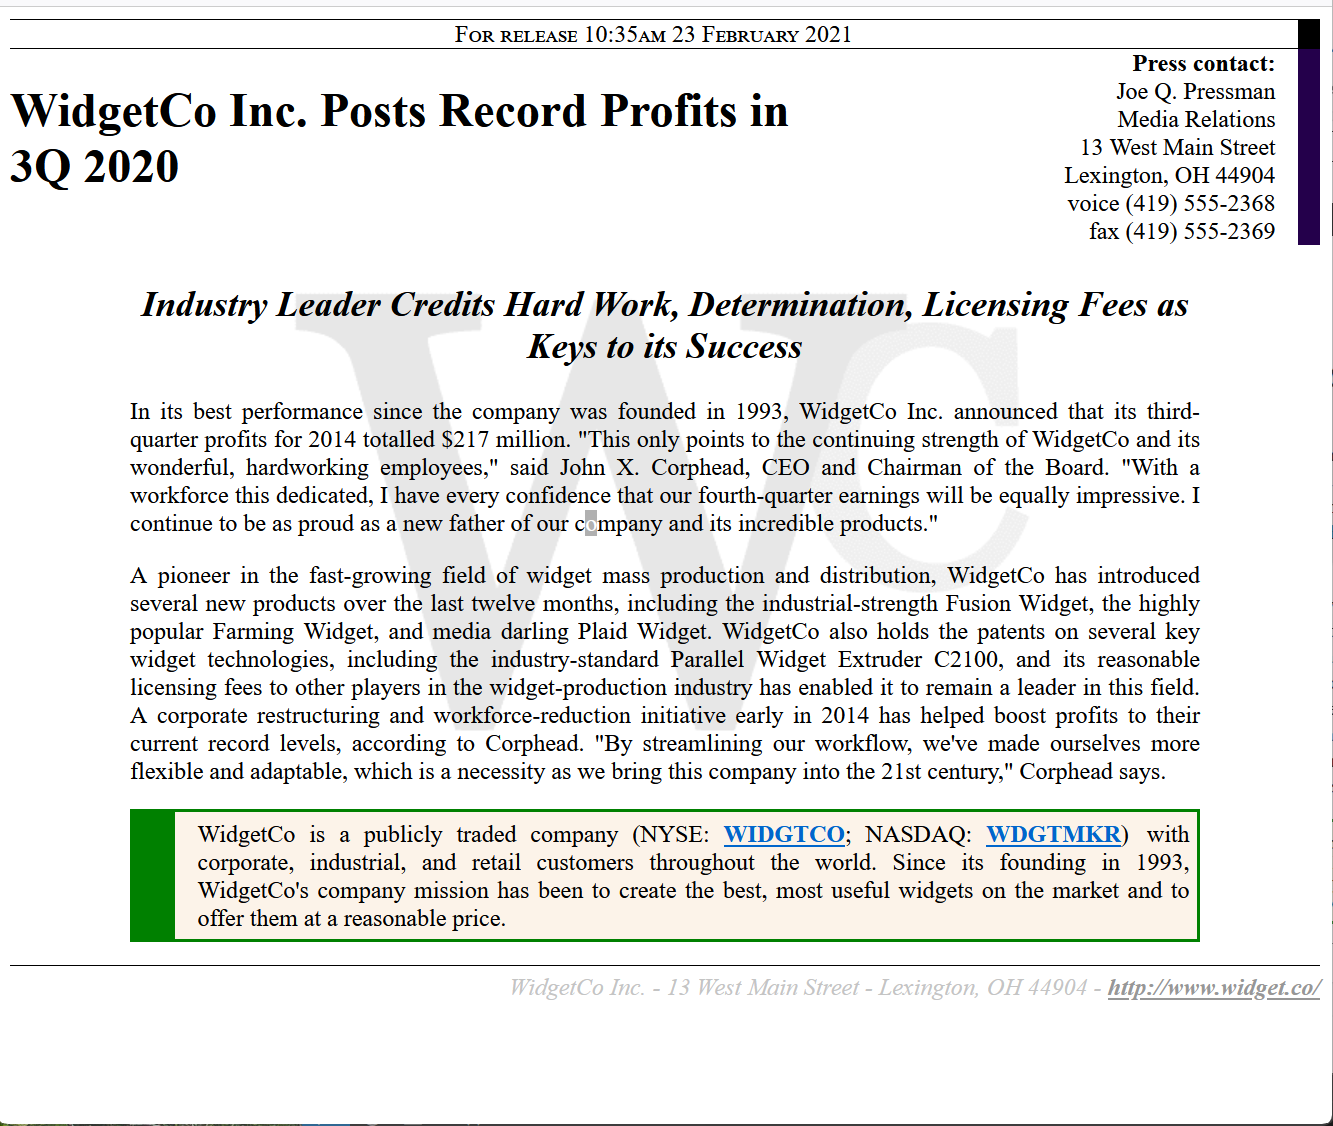 For release 10:35am 23 February 2021
Press contact:
Joe Q. Pressman
Media Relations
13 West Main Street
Lexington, OH 44904
voice (419) 555-2368
fax (419) 555-2369
WidgetCo Inc. Posts Record Profits in
3Q 2020
WC
Industry Leader Credits Hard Work, Determination, Licensing Fees as
Keys to its Success
In its best performance since the company was founded in 1993, WidgetCo Inc. announced that its third-
quarter profits for 2014 totalled $217 million. "This only points to the continuing strength of WidgetCo and its
wonderful, hardworking employees," said John X. Corphead, CEO and Chairman of the Board. "With a
workforce this dedicated, I have every confidence that our fourth-quarter earnings will be equally impressive. I
continue to be as proud as a new father of our company and its incredible products."
A pioneer in the fast-growing field of widget mass production and distribution, WidgetCo has introduced
several new products over the last twelve months, including the industrial-strength Fusion Widget, the highly
popular Farming Widget, and media darling Plaid Widget. WidgetCo also holds the patents on several key
widget technologies, including the industry-standard Parallel Widget Extruder C2100, and its reasonable
licensing fees to other players in the widget-production industry has enabled it to remain a leader in this field.
A corporate restructuring and workforce-reduction initiative early in 2014 has helped boost profits to their
current record levels, according to Corphead. "By streamlining our workflow, we've made ourselves more
flexible and adaptable, which is a necessity as we bring this company into the 21st century," Corphead says.
WidgetCo is a publicly traded company (NYSE: WIDGTCO; NASDAQ: WDGTMKR) with
corporate, industrial, and retail customers throughout the world. Since its founding in 1993,
WidgetCo's company mission has been to create the best, most useful widgets on the market and to
offer them at a reasonable price.
WidgetCo Inc. - 13 West Main Street - Lexington, OH 44904 - http://www.widget.co/